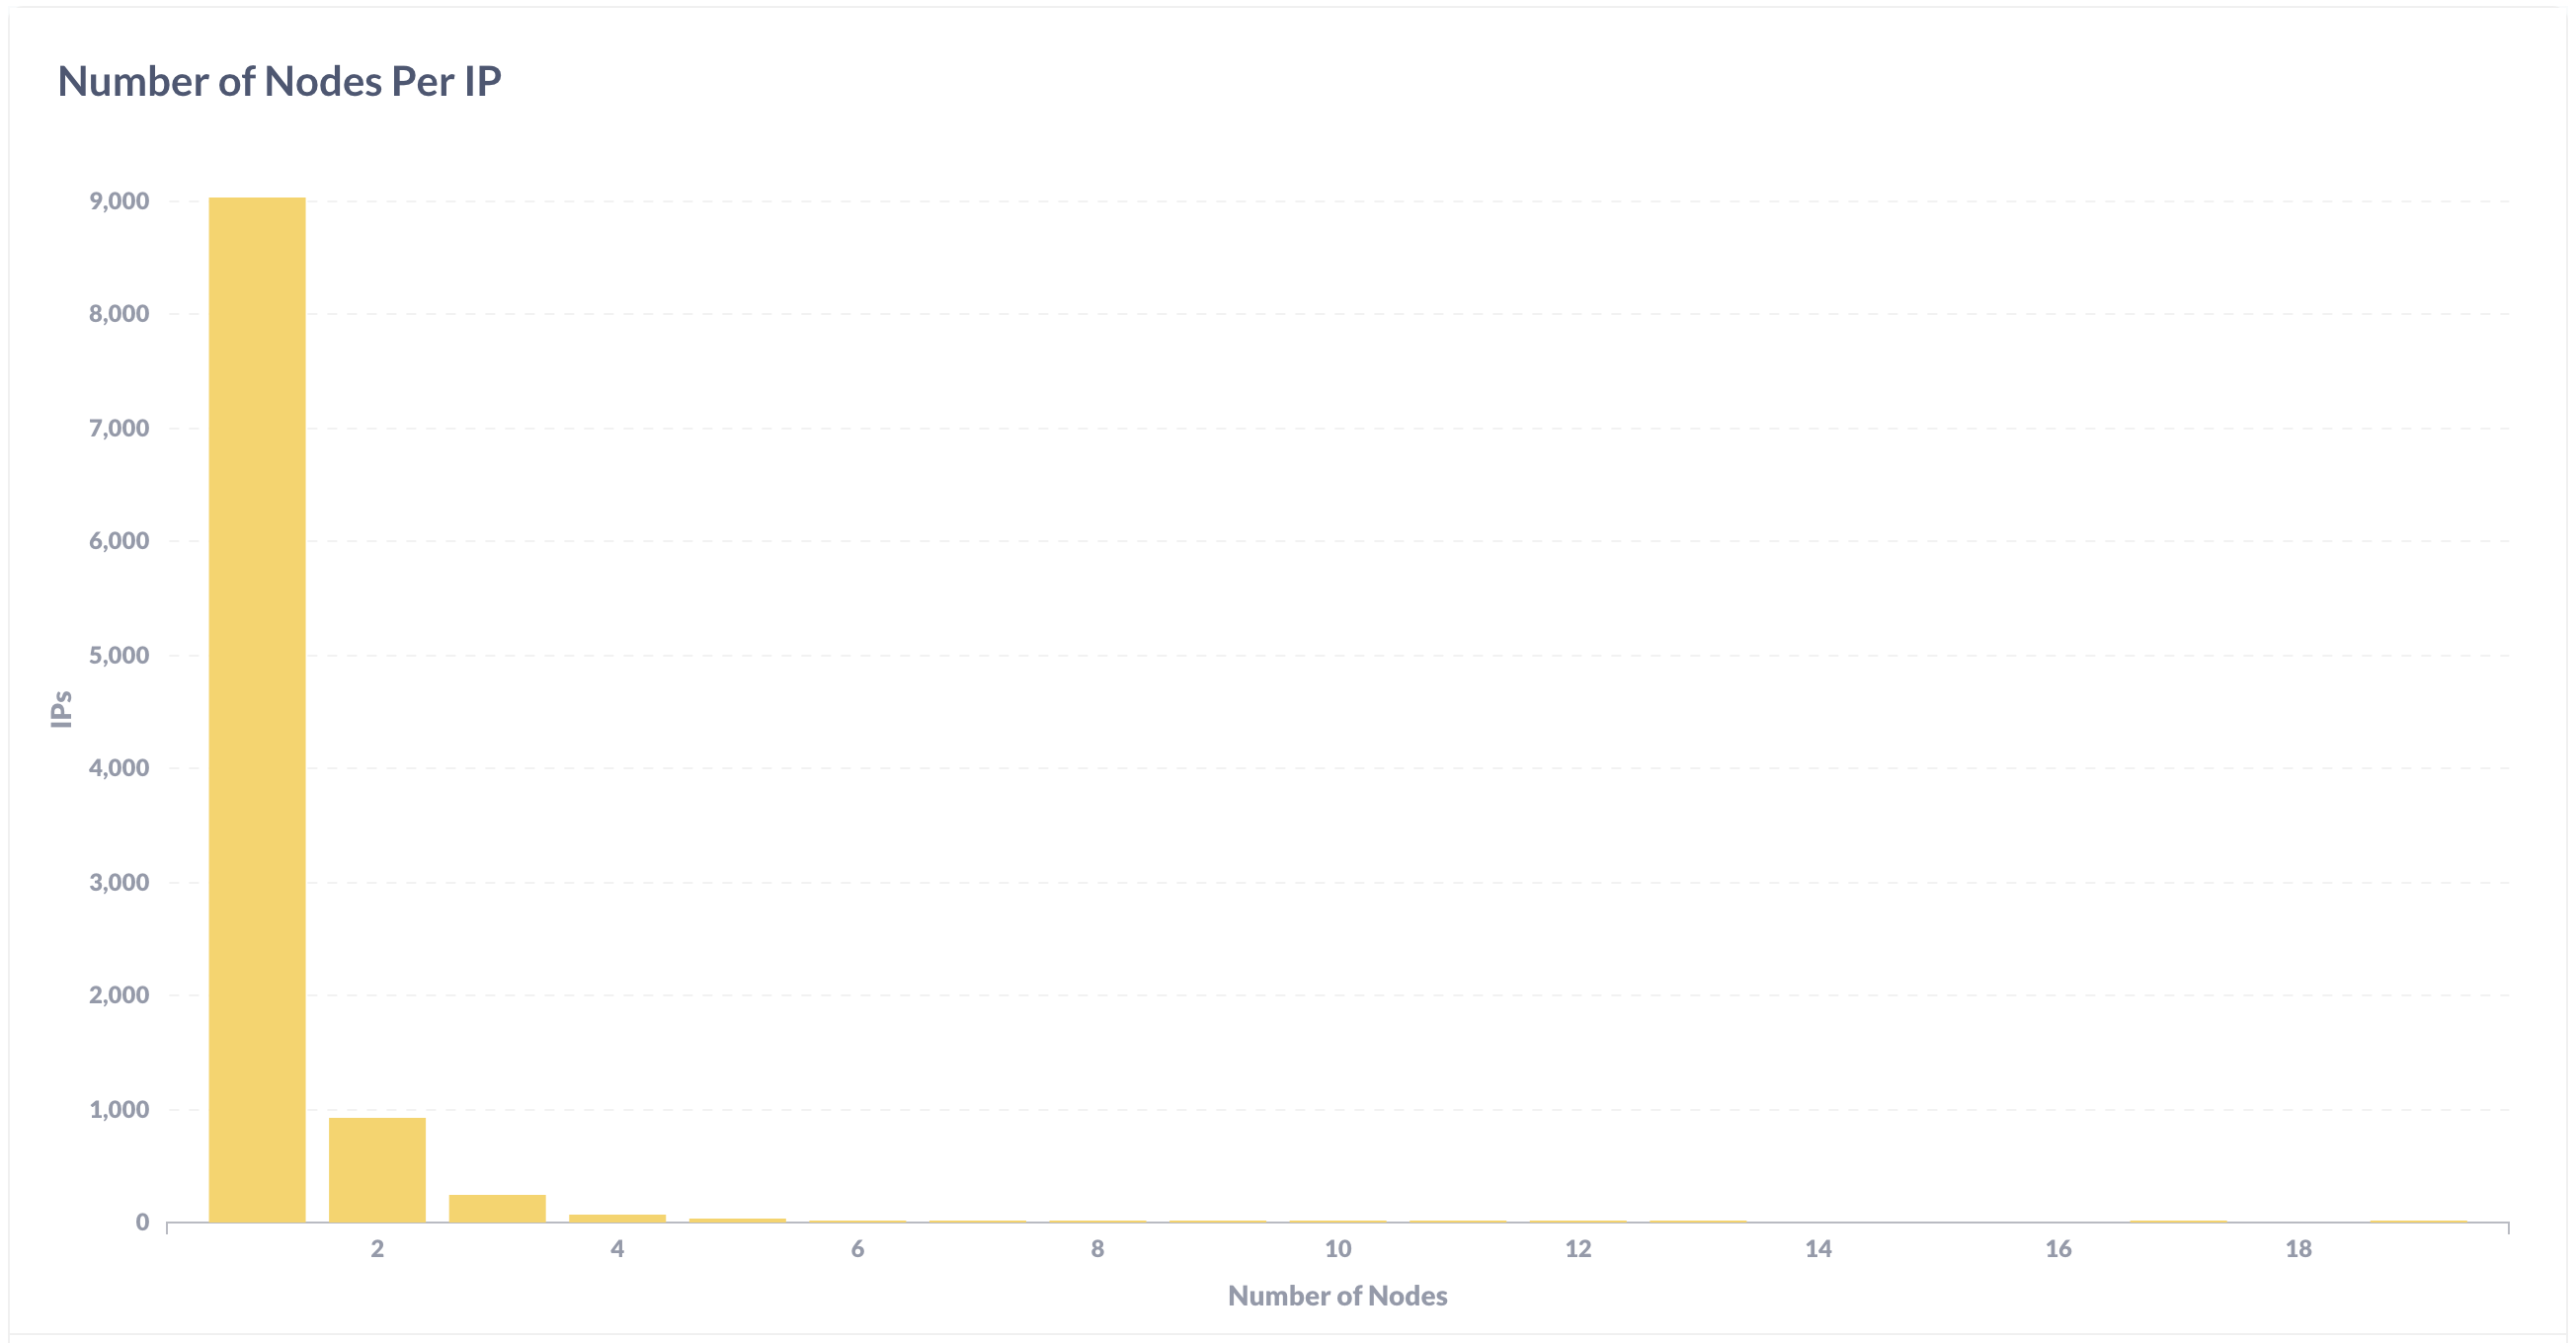 Number of Nodes Per IP
9,000
8,000
7,000
6,000
5,000
IPs
4,000
3,000
2,000
1,000
0
2 4 6 8 10 12 14 16 18
Number of Nodes